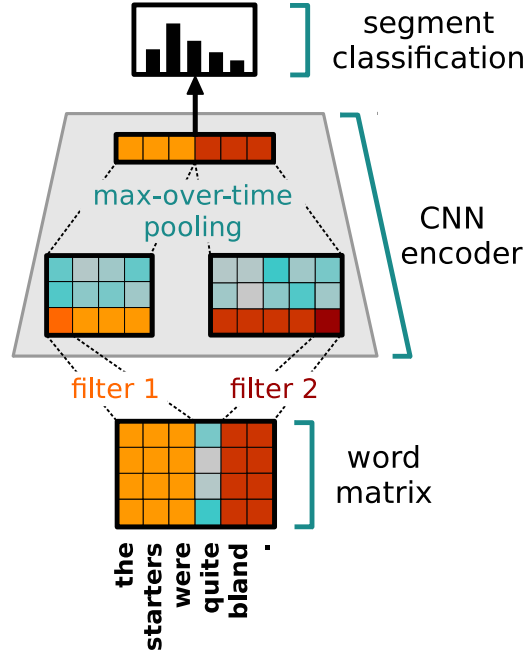 segment
classification
max-over-time
pooling
CNN
encoder
filter 1
filter 2
word
matrix
the
starters
were
quite
bland
.